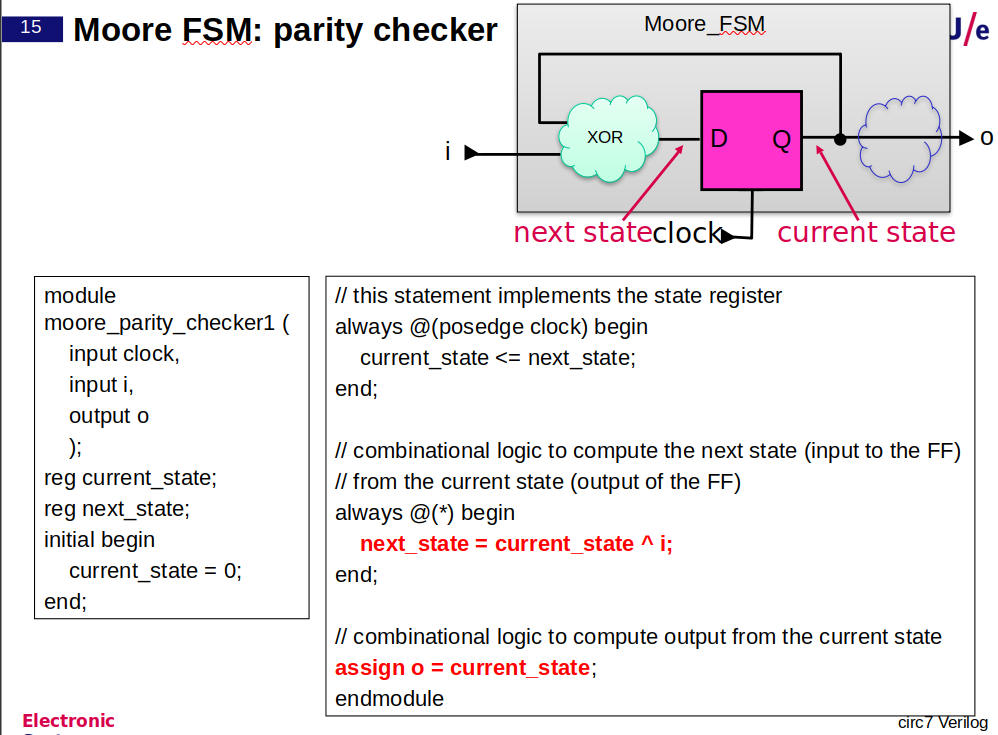 15
Moore FSM: parity checker
Moore_FSM
/e
XOR
D
Q
i
o
next state
clock
current state
module
moore_parity_checker1 (
input clock,
input i,
output o
);
reg current_state;
reg next_state;
initial begin
current_state = 0;
end;
// this statement implements the state register
always @(posedge clock) begin
current_state <= next_state;
end;
// combinational logic to compute the next state (input to the FF)
// from the current state (output of the FF)
always @(*) begin
next_state = current_state ^ i;
end;
// combinational logic to compute output from the current state
assign o = current_state;
endmodule
Electronic
circ7 Verilog